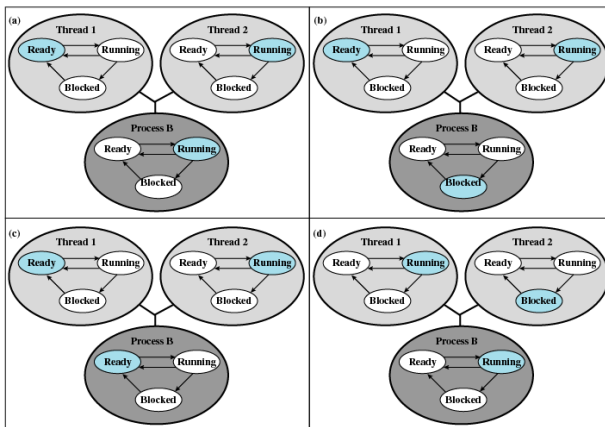 (a)
Thread 1
Ready Running
Blocked
Thread 2
Ready Running
Blocked
Process B
Ready Running
Blocked
(b)
Thread 1
Ready Running
Blocked
Thread 2
Ready Running
Blocked
Process B
Ready Running
Blocked
(c)
Thread 1
Ready Running
Blocked
Thread 2
Ready Running
Blocked
Process B
Ready Running
Blocked
(d)
Thread 1
Ready Running
Blocked
Thread 2
Ready Running
Blocked
Process B
Ready Running
Blocked